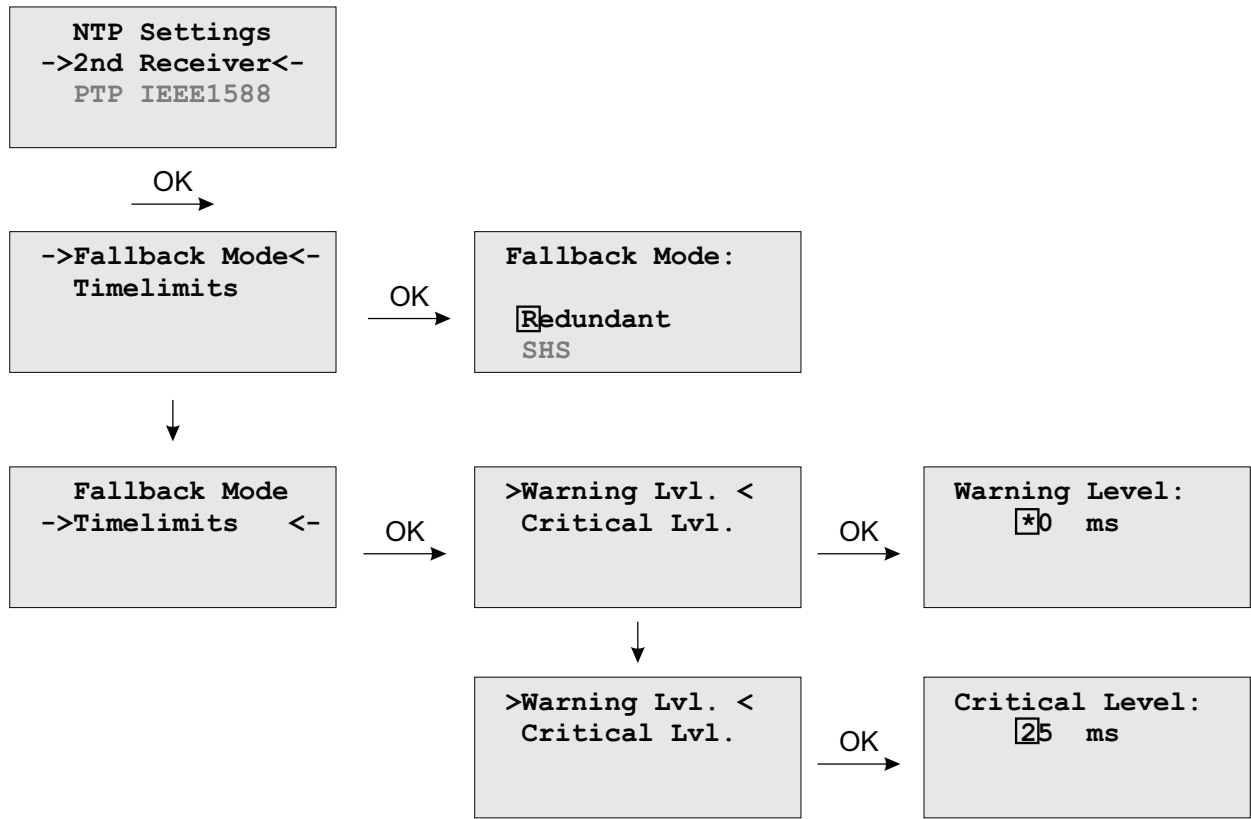 NTP Settings
->2nd Receiver<-
PTP IEEE1588
OK
->Fallback Mode<-
Timelimits
OK
Fallback Mode:
Redundant
SHS
Fallback Mode
->Timelimits <-
OK
>Warning Lvl. <
Critical Lvl.
OK
Warning Level:
*0 ms
>Warning Lvl. <
Critical Lvl.
OK
Critical Level:
25 ms